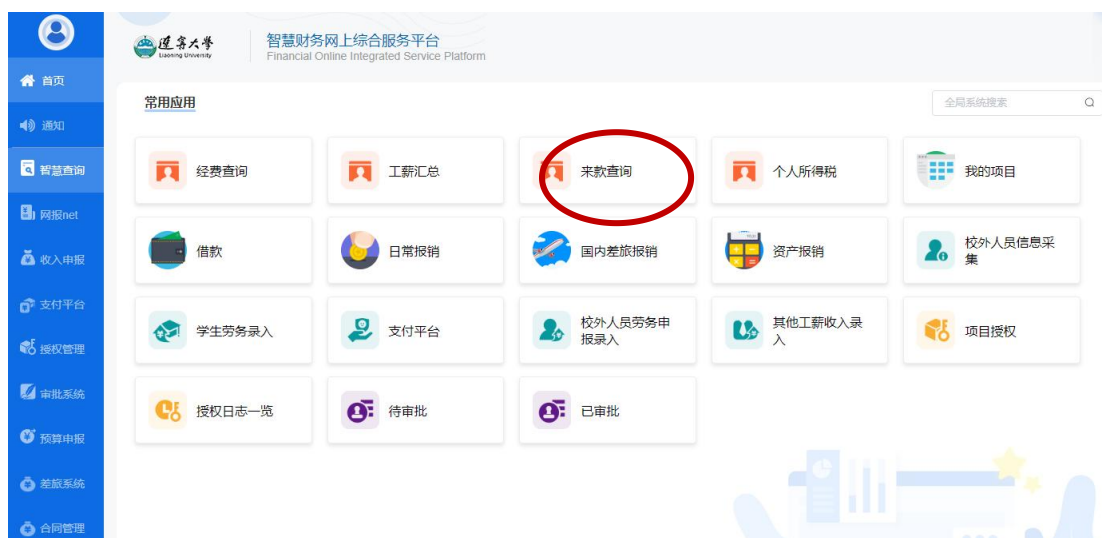 辽宁大学
Liaoning University
智慧财务网上综合服务平台
Financial Online Integrated Service Platform
首页
通知
智慧查询
网报net
收入申报
支付平台
授权管理
审批系统
预算申报
差旅系统
合同管理
常用应用
全局系统搜索
经费查询
工薪汇总
来款查询
个人所得税
我的项目
借款
日常报销
国内差旅报销
资产报销
校外人员信息采
集
学生劳务录入
支付平台
校外人员劳务申
报录入
其他工薪收入录
入
项目授权
授权日志一览
待审批
已审批